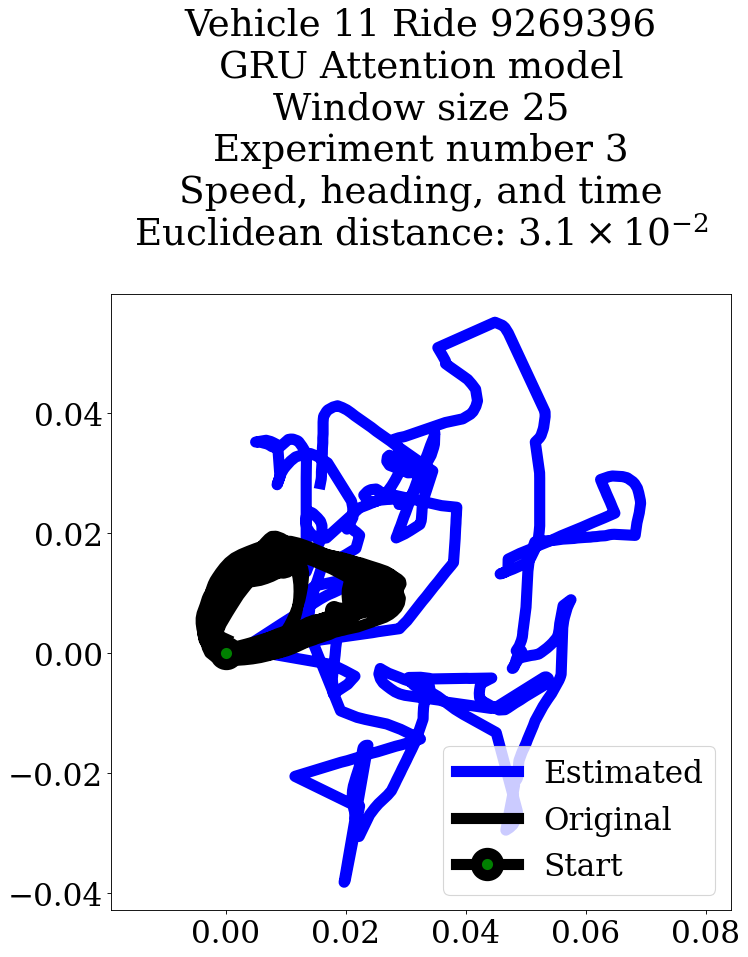 Vehicle 11 Ride 9269396
GRU Attention model
Window size 25
Experiment number 3
Speed, heading, and time
Euclidean distance: 3.1 × 10⁻²
0.04
0.02
0.00
−0.02
−0.04
Estimated
Original
Start
0.00 0.02 0.04 0.06 0.08